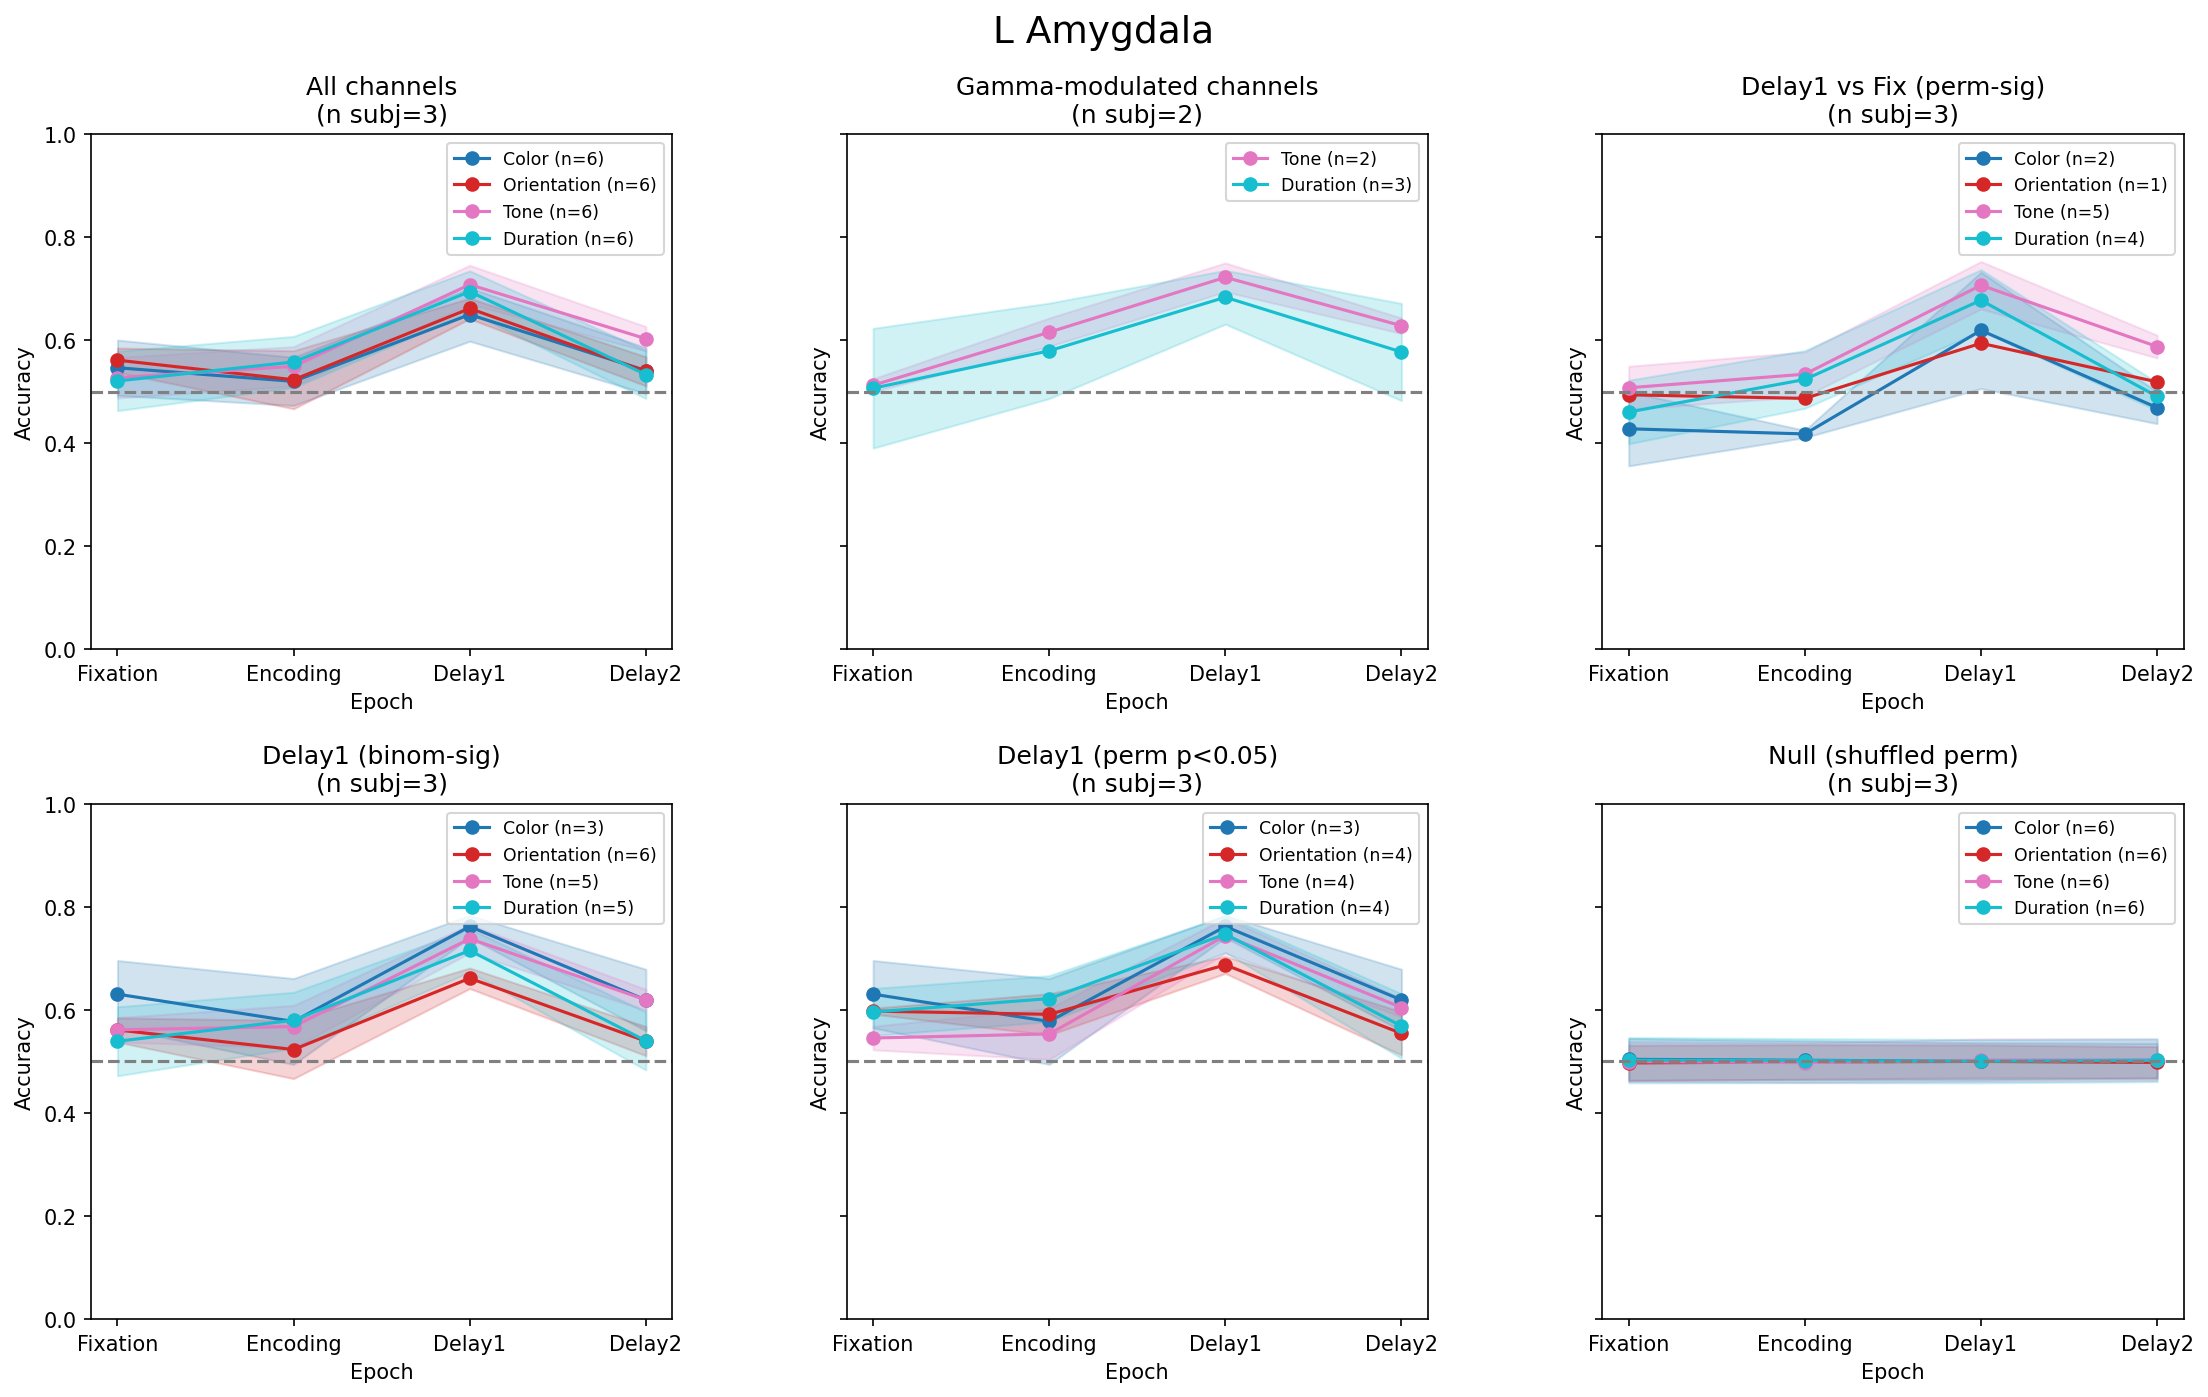 L Amygdala
All channels
(n subj=3)
1.0
0.8
0.6
0.4
0.2
0.0
Accuracy
Color (n=6)
Orientation (n=6)
Tone (n=6)
Duration (n=6)
Fixation Encoding Delay1 Delay2
Epoch
Gamma-modulated channels
(n subj=2)
Accuracy
Tone (n=2)
Duration (n=3)
Fixation Encoding Delay1 Delay2
Epoch
Delay1 vs Fix (perm-sig)
(n subj=3)
Accuracy
Color (n=2)
Orientation (n=1)
Tone (n=5)
Duration (n=4)
Fixation Encoding Delay1 Delay2
Epoch
Delay1 (binom-sig)
(n subj=3)
1.0
0.8
0.6
0.4
0.2
0.0
Accuracy
Color (n=3)
Orientation (n=6)
Tone (n=5)
Duration (n=5)
Fixation Encoding Delay1 Delay2
Epoch
Delay1 (perm p<0.05)
(n subj=3)
Accuracy
Color (n=3)
Orientation (n=4)
Tone (n=4)
Duration (n=4)
Fixation Encoding Delay1 Delay2
Epoch
Null (shuffled perm)
(n subj=3)
Accuracy
Color (n=6)
Orientation (n=6)
Tone (n=6)
Duration (n=6)
Fixation Encoding Delay1 Delay2
Epoch